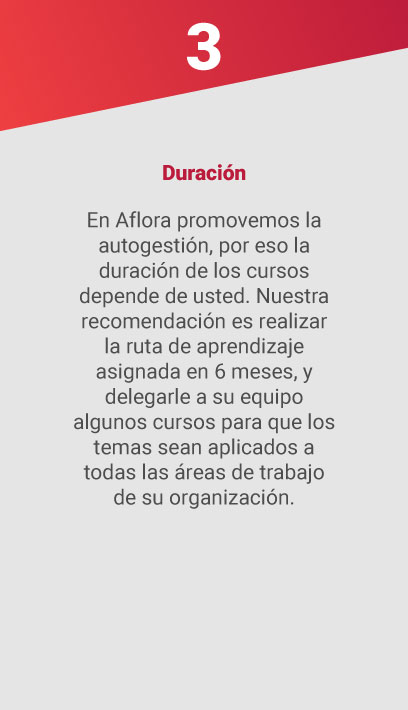 3
Duración
En Aflora promovemos la
autogestión, por eso la
duración de los cursos
depende de usted. Nuestra
recomendación es realizar
la ruta de aprendizaje
asignada en 6 meses, y
delegarle a su equipo
algunos cursos para que los
temas sean aplicados a
todas las áreas de trabajo
de su organización.